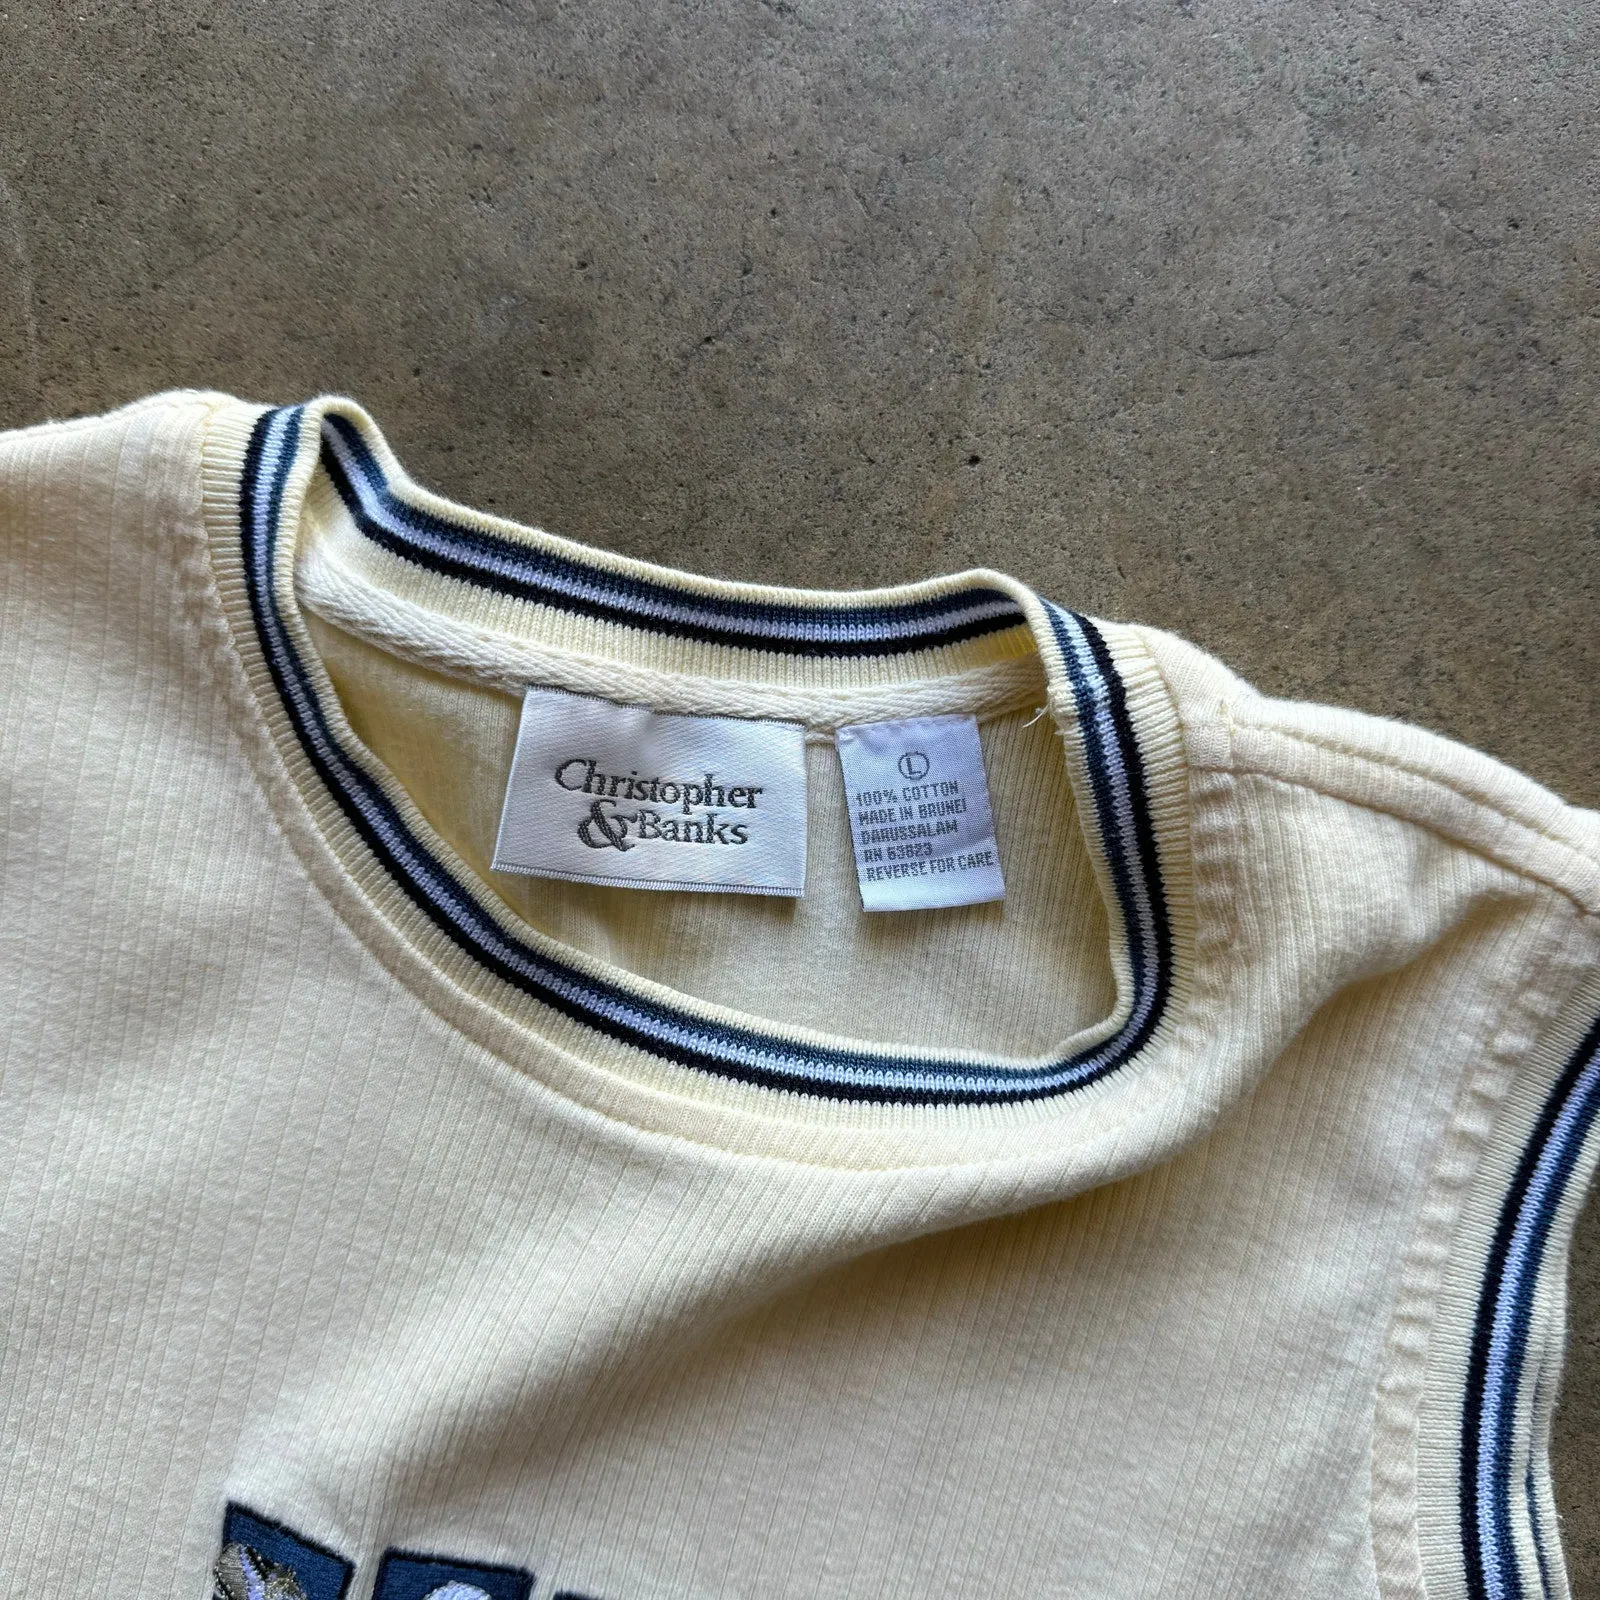 Christopher
& Banks
L
100% COTTON
MADE IN BRUNEI
DARUSSALAM
RN 63823
REVERSE FOR CARE